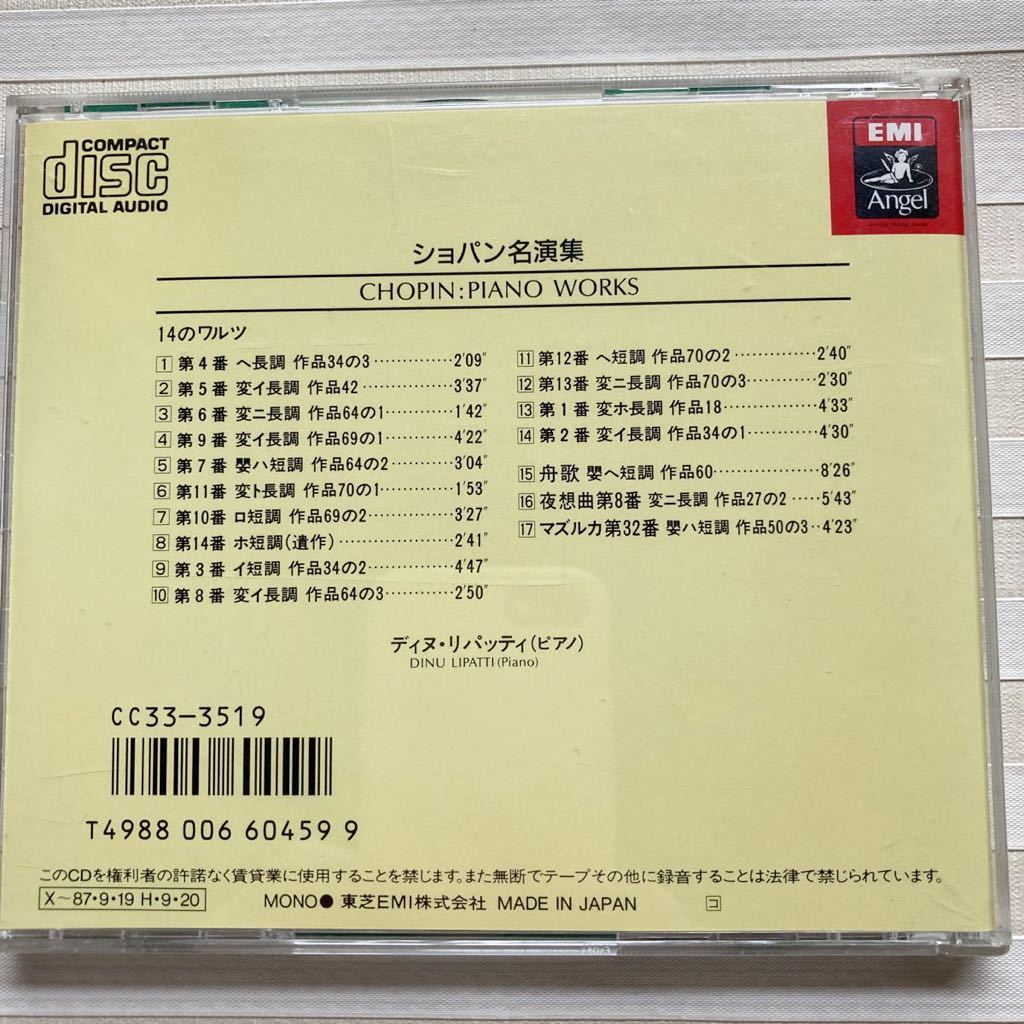 COMPACT
disc
DIGITAL AUDIO
EMI
Angel
ショパン名演集
CHOPIN:PIANO WORKS
14のワルツ
1 第4番 ヘ長調 作品34の3・・・・・・・・・・・・・2′09″
2 第5番 変イ長調 作品42・・・・・・・・・・・・・・3′37″
3 第6番 変ニ長調 作品64の1・・・・・・・・・・1′42″
4 第9番 変イ長調 作品69の1・・・・・・・・・・4′22″
5 第7番 嬰ハ短調 作品64の2・・・・・・・・・・3′04″
6 第11番 変ト長調 作品70の1・・・・・・・・・・1′53″
7 第10番 ロ短調 作品69の2・・・・・・・・・・・・3′27″
8 第14番 ホ短調(遺作)・・・・・・・・・・・・・・・・2′41″
9 第3番 イ短調 作品34の2・・・・・・・・・・・・4′47″
10 第8番 変イ長調 作品64の3・・・・・・・・・・2′50″
11 第12番 ヘ短調 作品70の2・・・・・・・・・・・・2′40″
12 第13番 変ニ長調 作品70の3・・・・・・・・・・2′30″
13 第1番 変ホ長調 作品18・・・・・・・・・・・・・・4′33″
14 第2番 変イ長調 作品34の1・・・・・・・・・・4′30″
15 舟歌 嬰ヘ短調 作品60・・・・・・・・・・・・・・・8′26″
16 夜想曲第8番 変ニ長調 作品27の2・・・・・5′43″
17 マズルカ第32番 嬰ハ短調 作品50の3・・4′23″
ディヌ・リパッティ(ピアノ)
DINU LIPATTI(Piano)
CC33-3519
T4988 006 60459 9
このCDを権利者の許諾なく賃貸業に使用することを禁じます。また無断でテープその他に録音することは法律で禁じられています。
X~87・9・19 H・9・20 MONO● 東芝EMI株式会社 MADE IN JAPAN コ